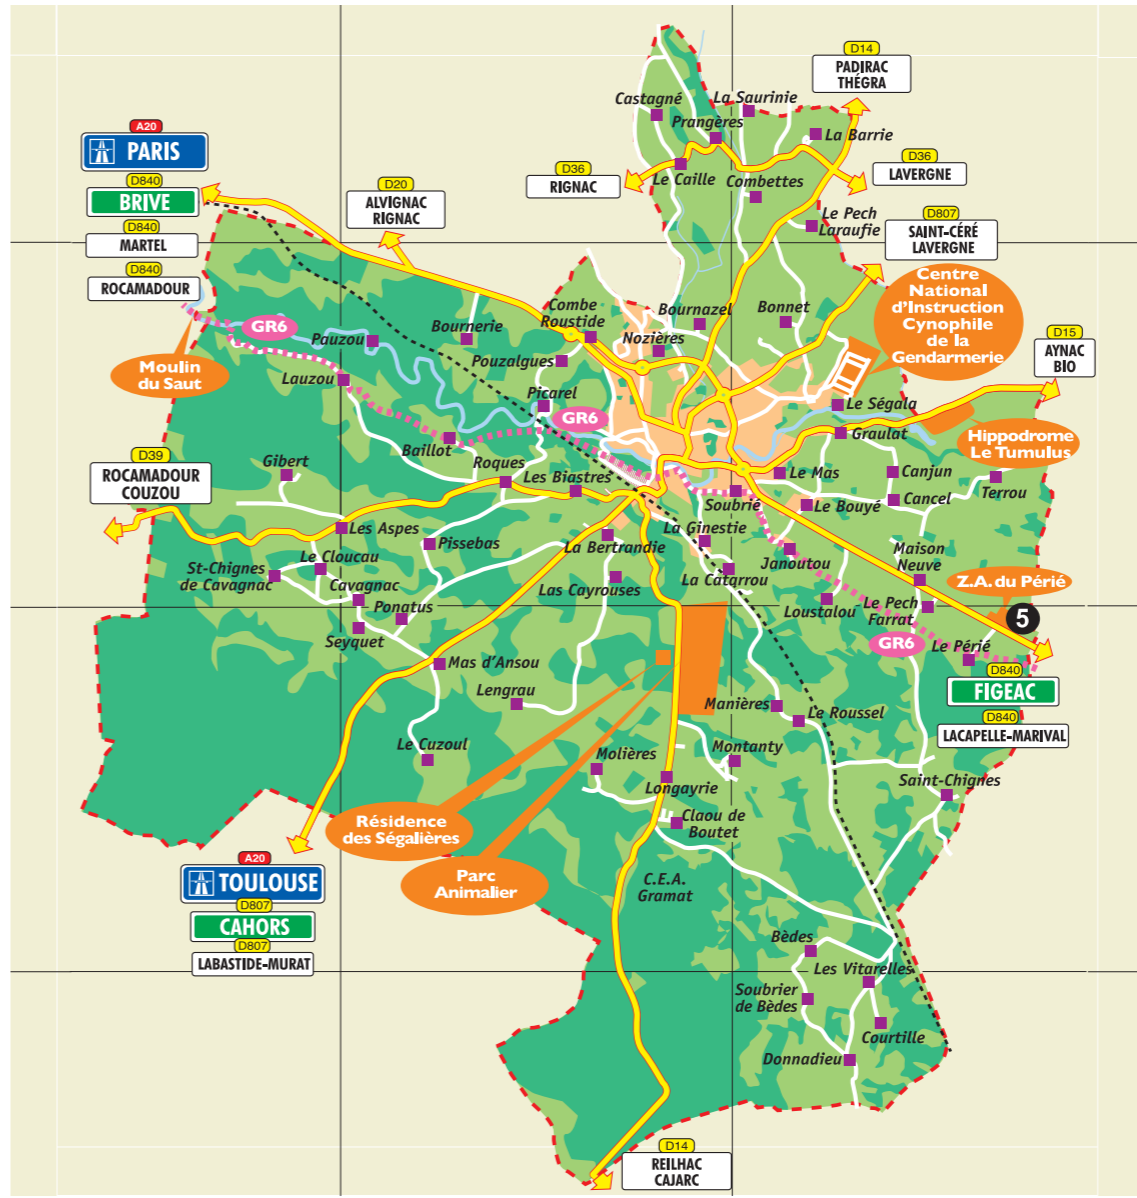 D14
PADIRAC
THÉGRA
Castagné
La Saurinie
Prangères
La Barrie
A20
PARIS
D840
BRIVE
D840
MARTEL
D840
ROCAMADOUR
D20
ALVIGNAC
RIGNAC
D36
RIGNAC
Le Caille
Combettes
D36
LAVERGNE
Le Pech
Laraufie
D807
SAINT-CÉRÉ
LAVERGNE
Centre
National
d'Instruction
Cynophile
de la
Gendarmerie
GR6
Pauzou
Bournerie
Combe
Roustide
Bournazel
Bonnet
Nozières
Pouzalgues
D15
AYNAC
BIO
Moulin
du Saut
Lauzou
Picarel
GR6
Le Ségala
Graulat
Hippodrome
Le Tumulus
D39
ROCAMADOUR
COUZOU
Gibert
Baillot
Roques
Les Biastres
Le Mas
Canjun
Terrou
Soubrié
Le Bouyé
Cancel
Les Aspes
Pissebas
La Bertrandie
La Ginestie
Janoutou
Maison
Neuve
Le Cloucau
St-Chignes
de Cavagnac
Cavagnac
Las Cayrouses
La Catarrou
Z.A. du Périé
Ponatus
Loustalou
Le Pech
Farrat
5
Seyquet
GR6
Le Périé
Mas d'Ansou
D840
FIGEAC
D840
LACAPELLE-MARIVAL
Lengrau
Manières
Le Roussel
Le Cuzoul
Molières
Montanty
Longayrie
Saint-Chignes
Résidence
des Ségalières
Claou de
Boutet
A20
TOULOUSE
D807
CAHORS
D807
LABASTIDE-MURAT
Parc
Animalier
C.E.A.
Gramat
Bèdes
Les Vitarelles
Soubrier
de Bèdes
Courtille
Donnadieu
D14
REILHAC
CAJARC